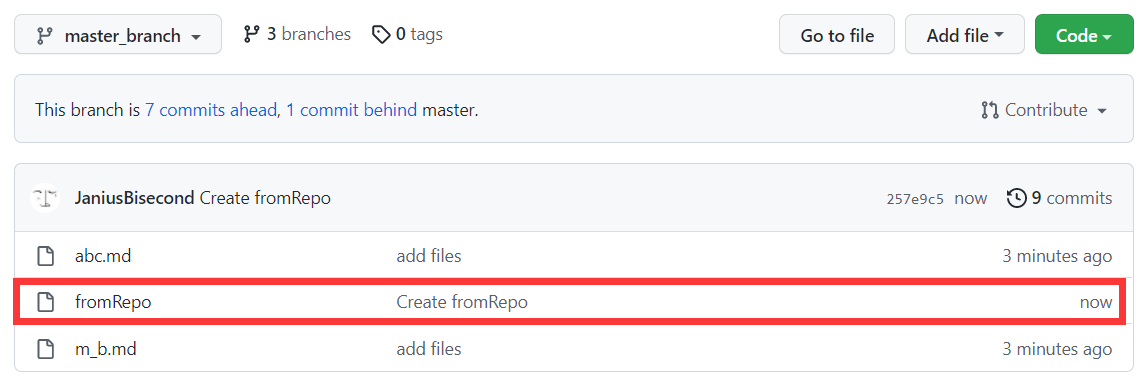 master_branch 3 branches 0 tags Go to file Add file Code
This branch is 7 commits ahead, 1 commit behind master. Contribute
JaniusBisecond Create fromRepo 257e9c5 now 9 commits
abc.md add files 3 minutes ago
fromRepo Create fromRepo now
m_b.md add files 3 minutes ago